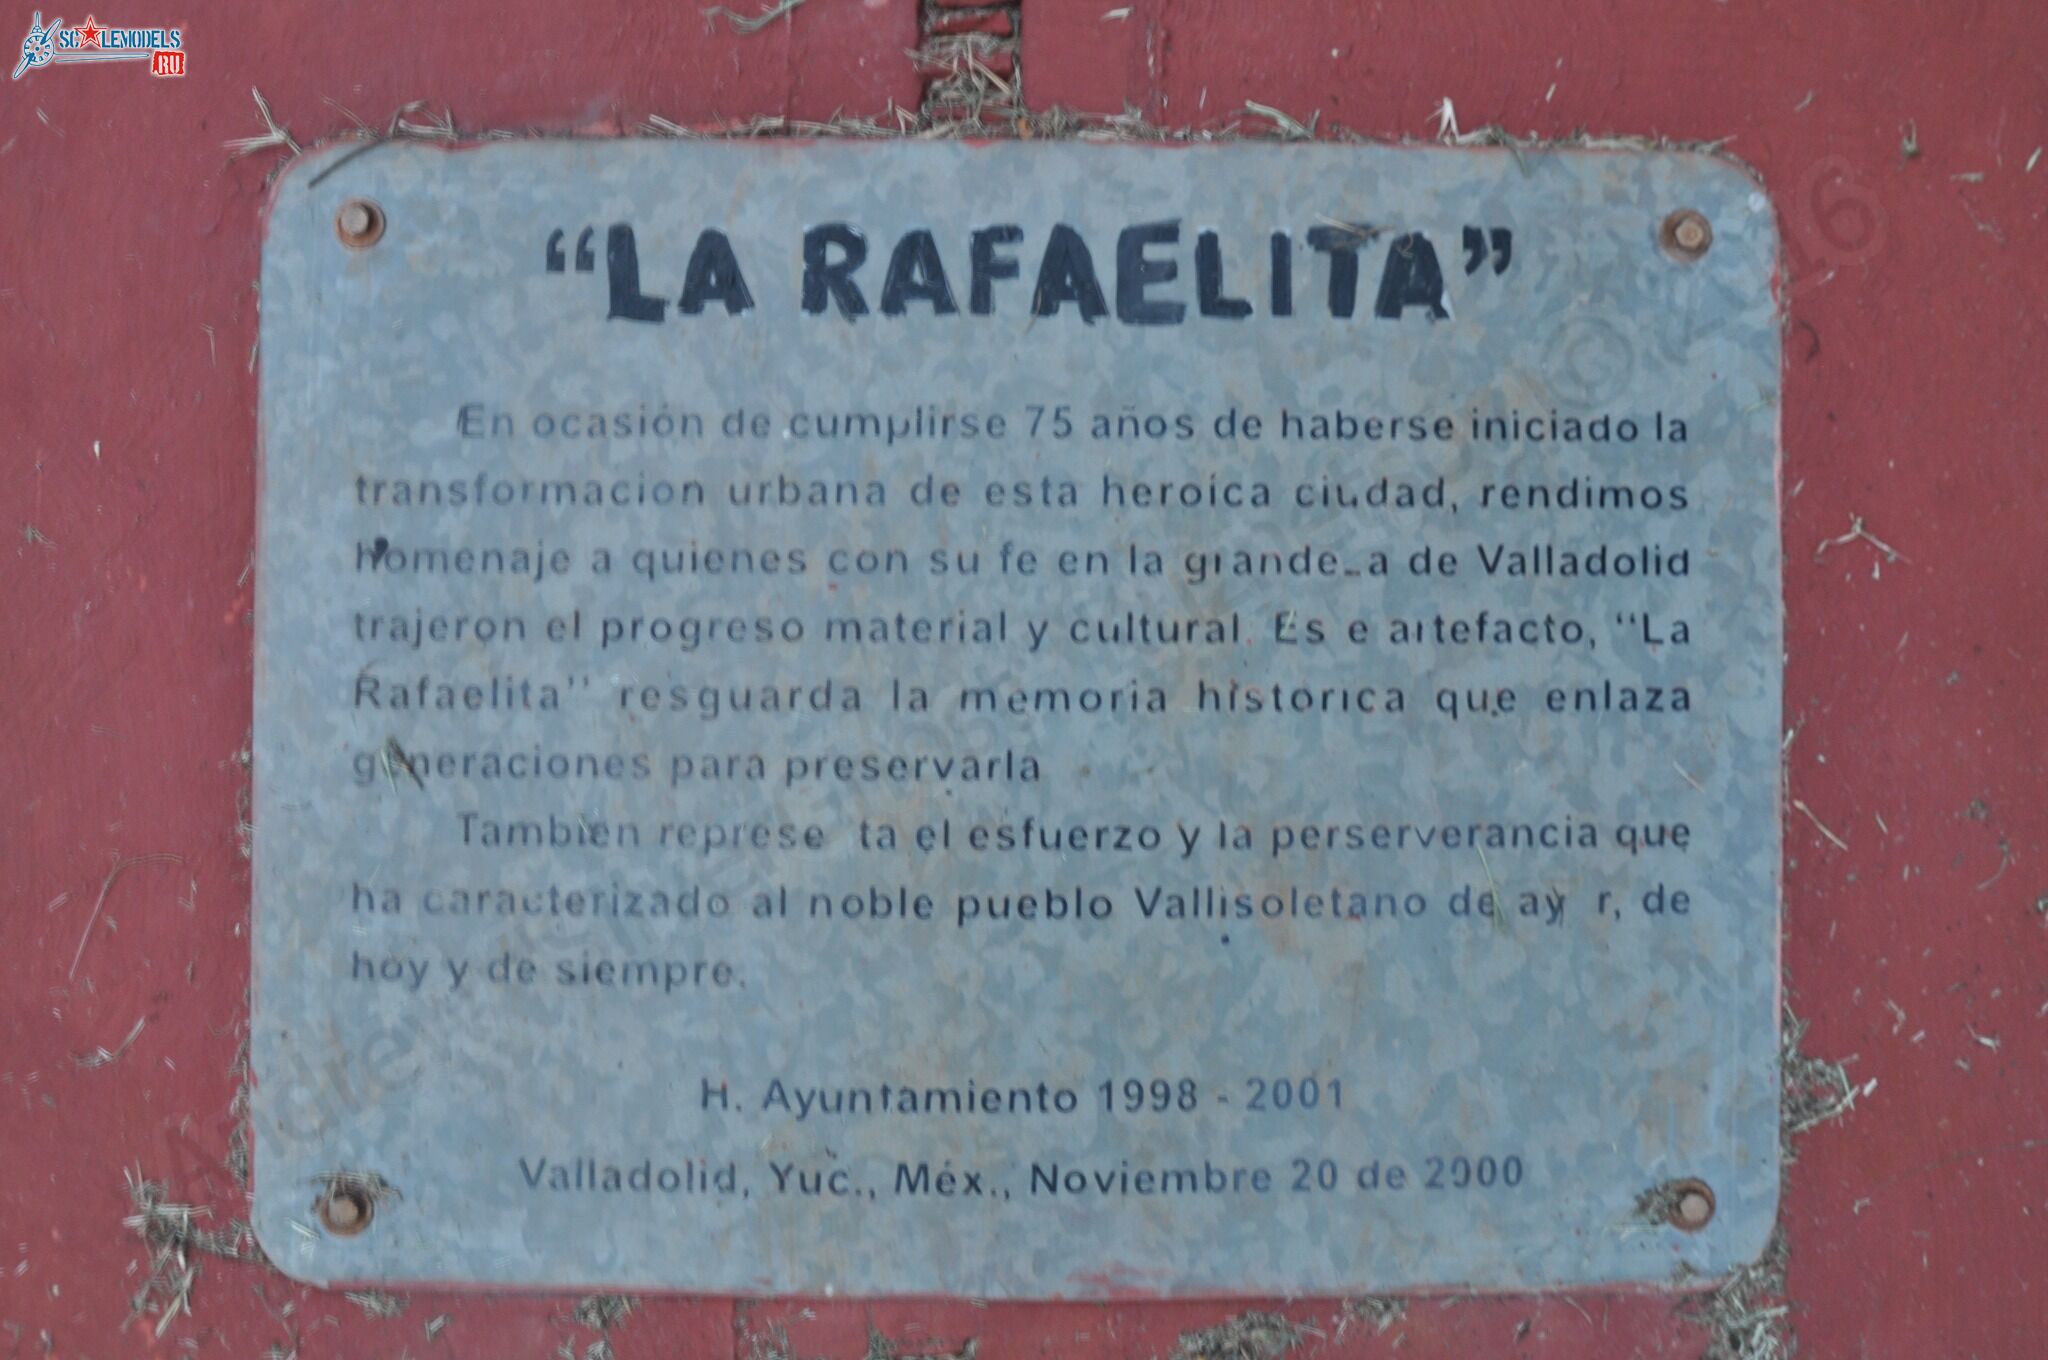 SCALEMODELS
RU
“LA RAFAELITA”
En ocasión de cumplirse 75 años de haberse iniciado la
transformacion urbana de esta heroíca ciudad, rendimos
homenaje a quienes con su fe en la grande a de Valladolid
trajeron el progreso material y cultural. Es e artefacto, “La
Rafaelita” resguarda la memoria historica que enlaza
generaciones para preservarla
También represe ta el esfuerzo y la perserverancia que
ha caracterizado al noble pueblo Vallisoletano de ay r, de
hoy y de siempre.
H. Ayuntamiento 1998 - 2001
Valladolid, Yuc., Méx., Noviembre 20 de 2000